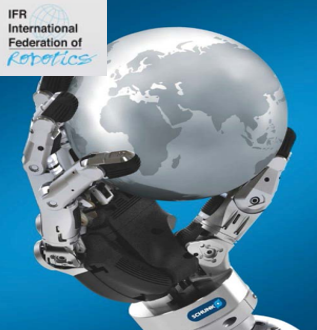 IFR
International
Federation of
Robotics
SCHUNK